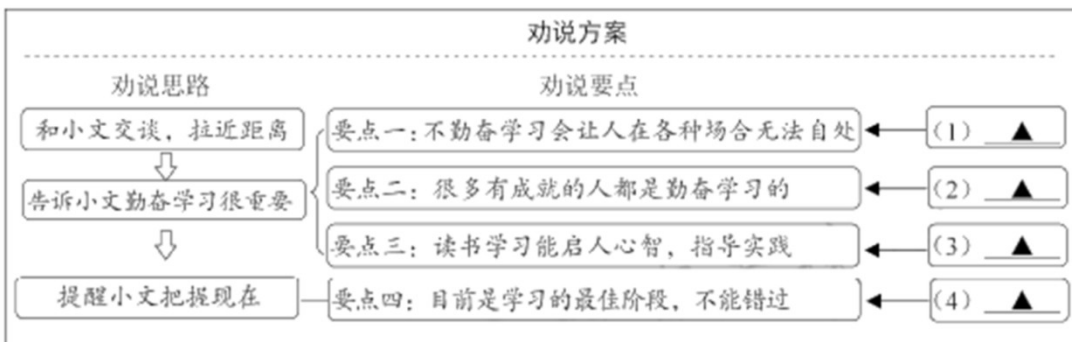 劝说方案
劝说思路 劝说要点
和小文交谈，拉近距离 要点一：不勤奋学习会让人在各种场合无法自处 （1）▲
告诉小文勤奋学习很重要 要点二：很多有成就的人都是勤奋学习的 （2）▲
要点三：读书学习能启人心智，指导实践 （3）▲
提醒小文把握现在 要点四：目前是学习的最佳阶段，不能错过 （4）▲